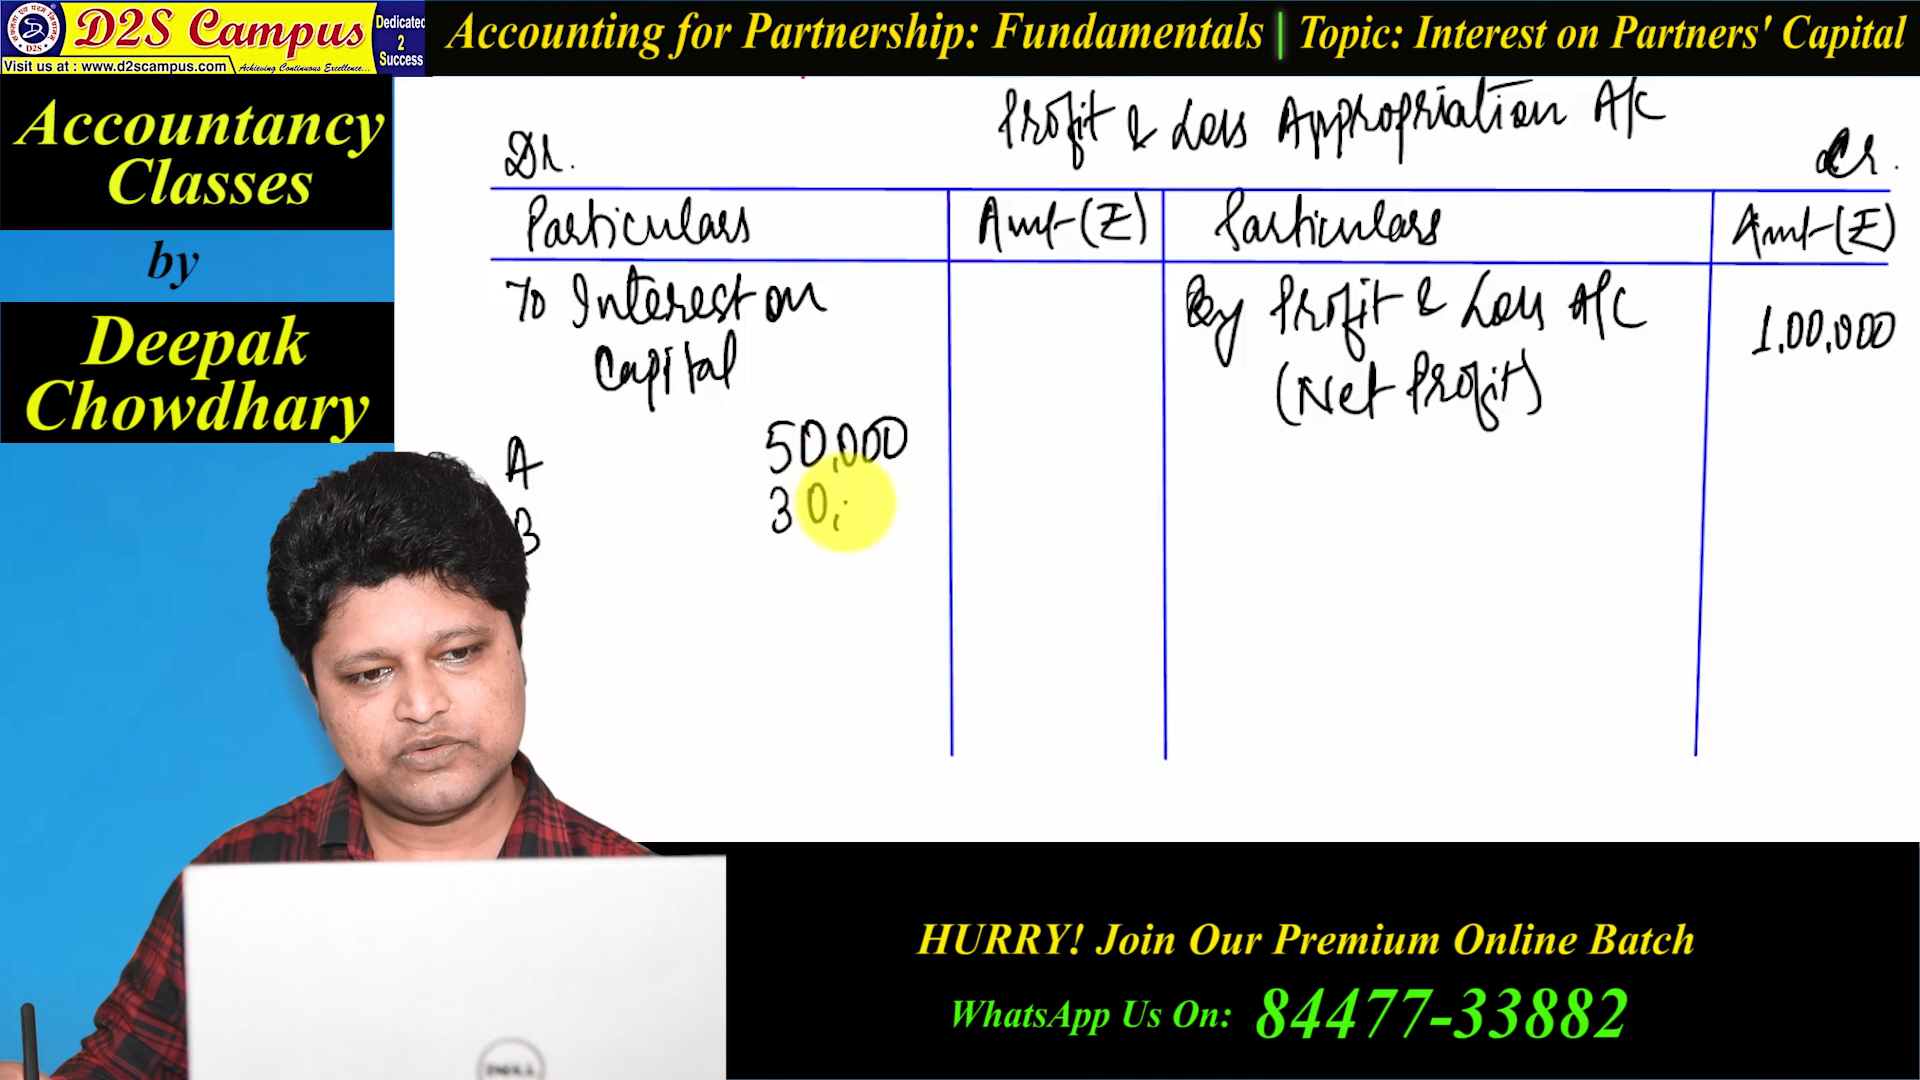 D2S Campus
Dedicated
2
Success
Visit us at : www.d2scampus.com
Achieving Continuous Excellence...
Accounting for Partnership: Fundamentals | Topic: Interest on Partners' Capital
Accountancy
Classes
by
Deepak
Chowdhary
Profit & Loss Appropriation A/c
Dr.
Cr.
Particulars
Amt-(₹)
Particulars
Amt-(₹)
To Interest on
Capital
A 50,000
B 30,
By Profit & Loss A/c
(Net Profit)
1,00,000
HURRY! Join Our Premium Online Batch
WhatsApp Us On: 84477-33882
DELL